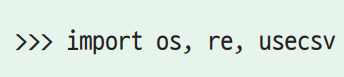 >>> import os, re, usecsv